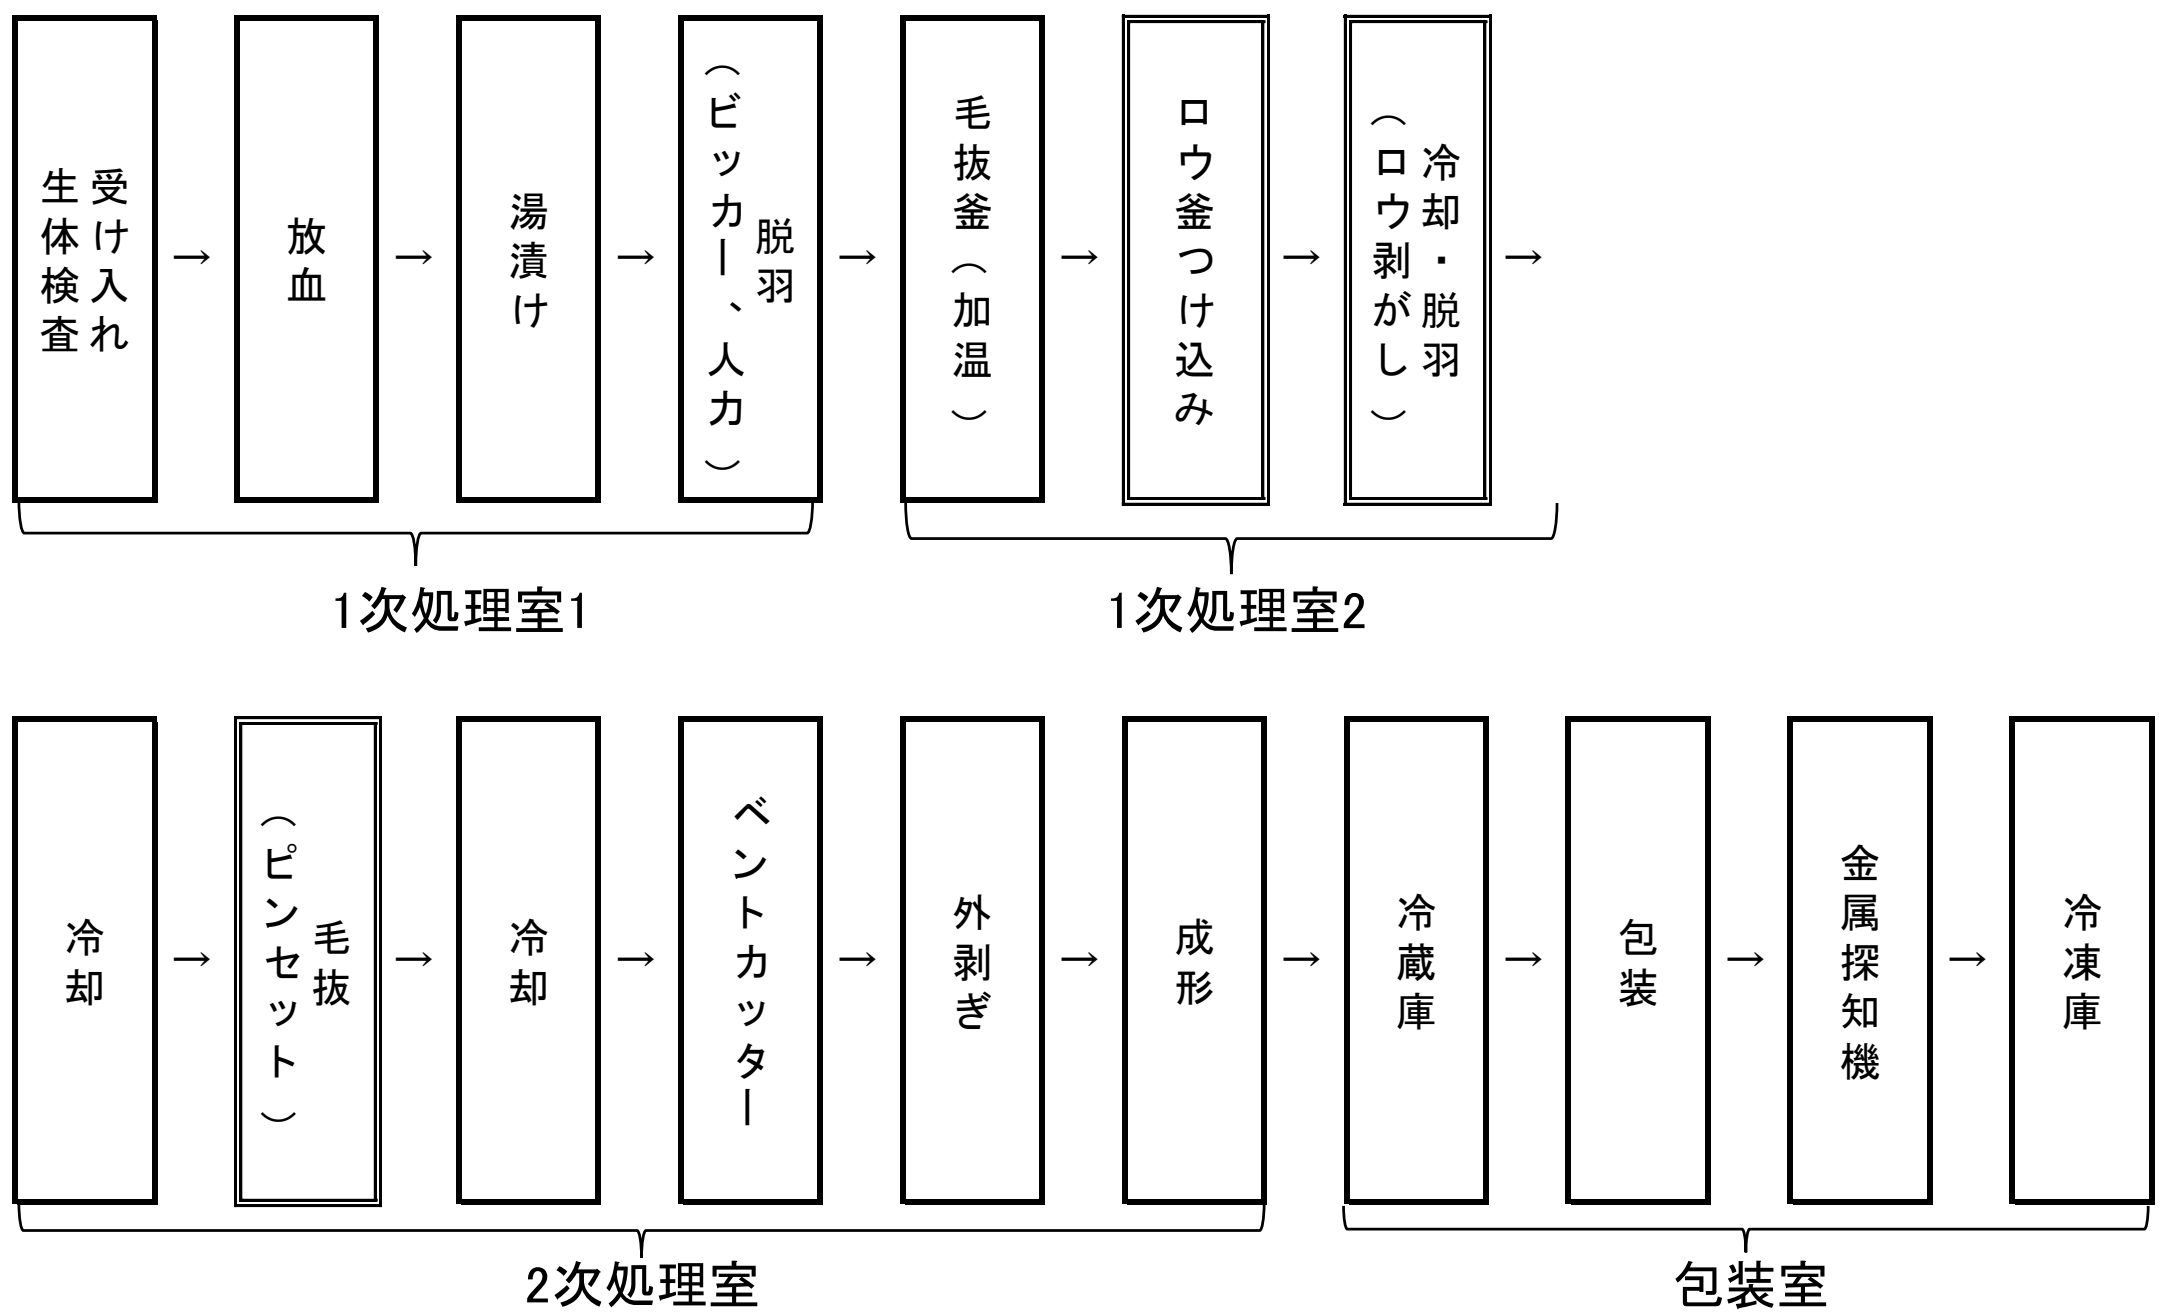 受け入れ
生体検査
→
放血
→
湯漬け
→
脱羽
（ビッカー、人力）
→
毛抜釜（加温）
→
ロウ釜つけ込み
→
冷却・脱羽
（ロウ剥がし）
→
1次処理室1
1次処理室2
冷却
→
毛抜
（ピンセット）
→
冷却
→
ベントカッター
→
外剥ぎ
→
成形
→
冷蔵庫
→
包装
→
金属探知機
→
冷凍庫
2次処理室
包装室